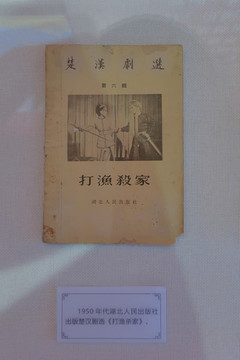 楚漢劇選
第六輯
打漁殺家
湖北人民出版社
1950年代湖北人民出版社
出版楚汉剧选《打渔杀家》。